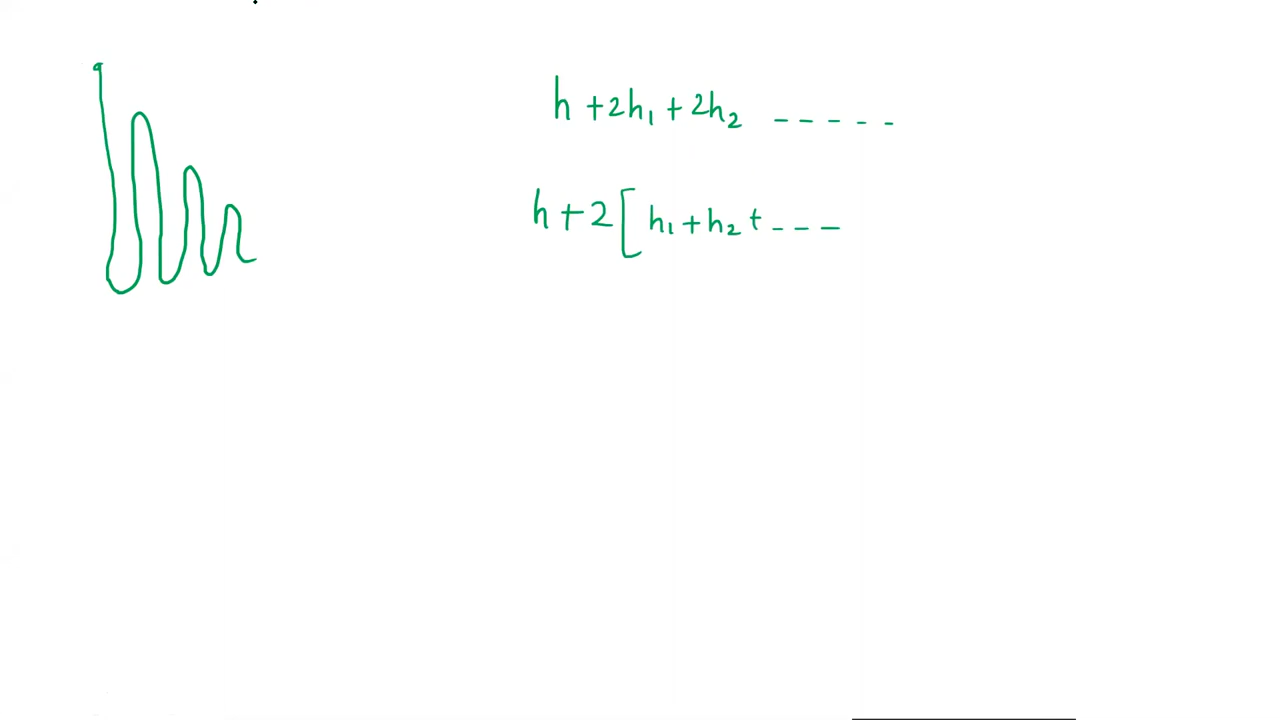 h + 2h₁ + 2h₂ - - - - -
h + 2 [ h₁ + h₂ + - - -